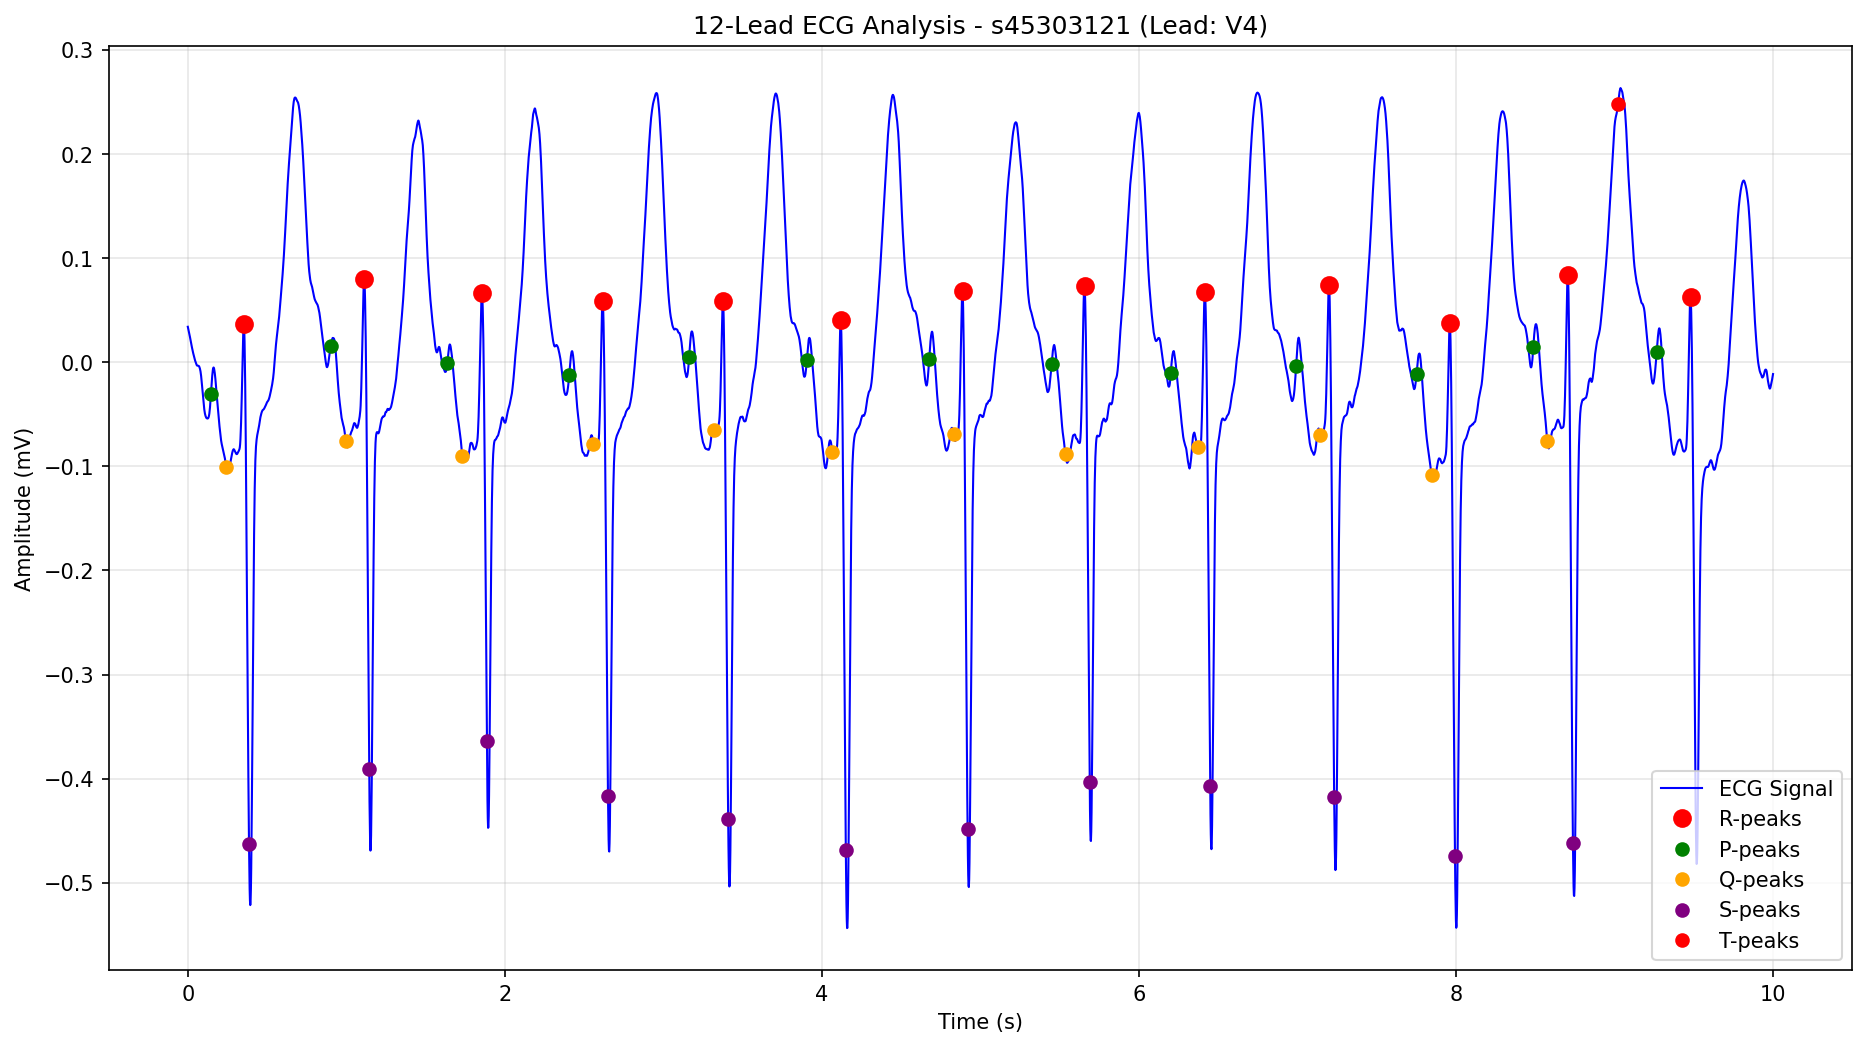 12-Lead ECG Analysis - s45303121 (Lead: V4)
0.3
0.2
0.1
0.0
−0.1
−0.2
−0.3
−0.4
−0.5
Amplitude (mV)
0 2 4 6 8 10
Time (s)
ECG Signal
R-peaks
P-peaks
Q-peaks
S-peaks
T-peaks